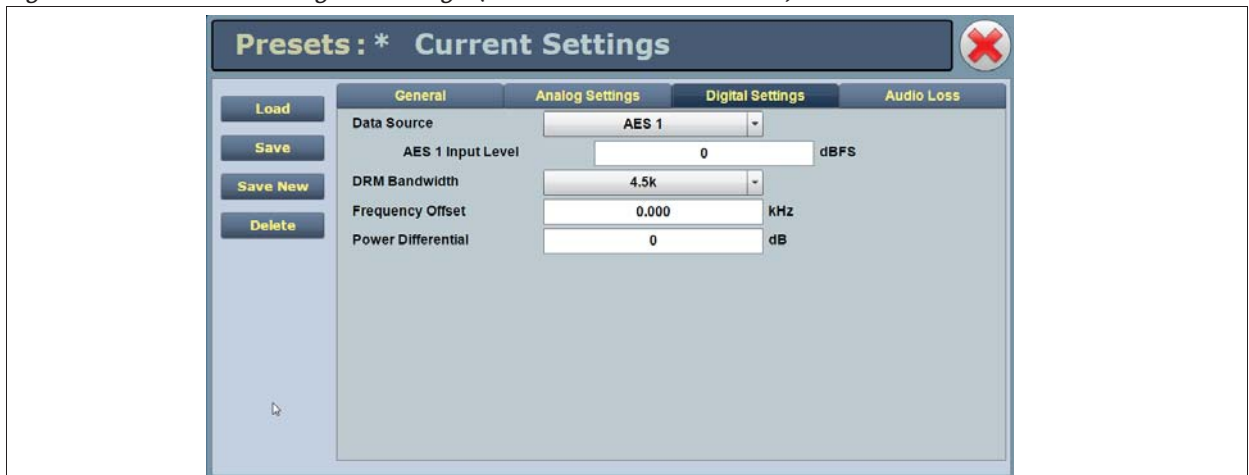 Presets:* Current Settings
Load
Save
Save New
Delete
General Analog Settings Digital Settings Audio Loss
Data Source AES 1
AES 1 Input Level 0 dBFS
DRM Bandwidth 4.5k
Frequency Offset 0.000 kHz
Power Differential 0 dB